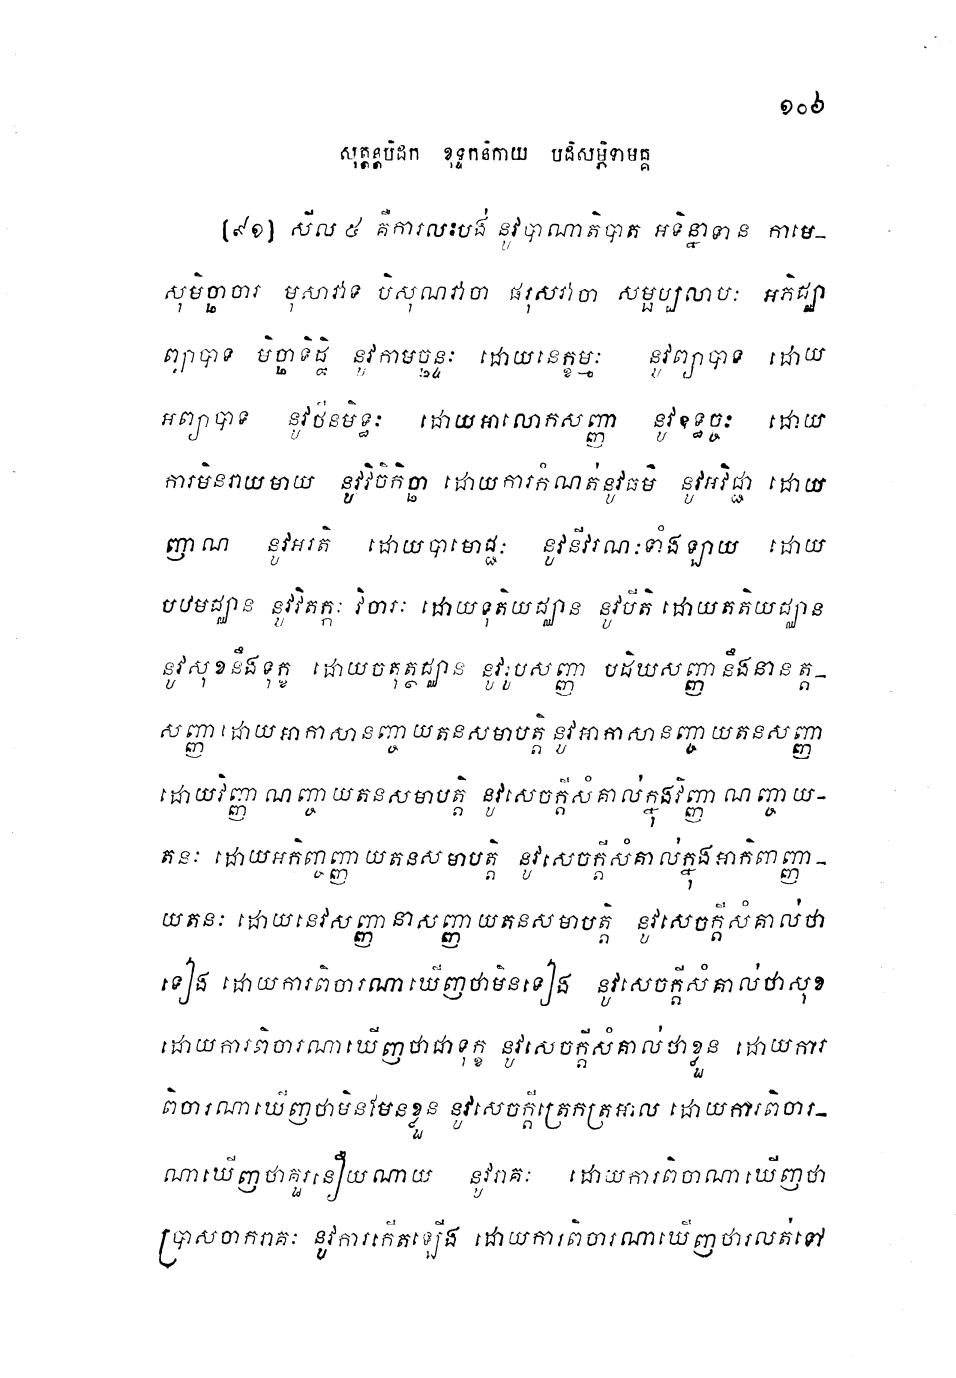 ១០៦
សុត្តន្តបិដក ខុទ្ទកនិកាយ បដិសម្ភិទាមគ្គ
[៩១] សីល ៥ គឺការលះបង់ នូវបាណាតិបាត អទិន្នាទាន កាមេ-
សុមិច្ឆាចារ មុសាវាទ បិសុណវាចា ផរុសវាចា សម្ផប្បលាបៈ អភិជ្ឈា
ព្យាបាទ មិច្ឆាទិដ្ឋិ នូវកាមច្ឆន្ទៈ ដោយនេក្ខម្មៈ នូវព្យាបាទ ដោយ
អព្យាបាទ នូវថីនមិទ្ធៈ ដោយអាលោកសញ្ញា នូវឧទ្ធច្ចៈ ដោយ
ការមិនរាយមាយ នូវវិចិកិច្ឆា ដោយការកំណត់នូវធម៌ នូវអវិជ្ជា ដោយ
ញាណ នូវអរតិ ដោយបាមោជ្ជៈ នូវនីវរណៈទាំងឡាយ ដោយ
បឋមជ្ឈាន នូវវិតក្កៈ វិចារៈ ដោយទុតិយជ្ឈាន នូវបីតិ ដោយតតិយជ្ឈាន
នូវសុខនឹងទុក្ខ ដោយចតុត្ថជ្ឈាន នូវរូបសញ្ញា បដិឃសញ្ញានឹងនានត្ត-
សញ្ញា ដោយអាកាសានញ្ចាយតនសមាបត្តិ នូវអាកាសានញ្ចាយតនសញ្ញា
ដោយវិញ្ញាណញ្ចាយតនសមាបត្តិ នូវសេចក្តីសំគាល់ក្នុងវិញ្ញាណញ្ចាយ-
តនៈ ដោយអកិញ្ចញ្ញាយតនសមាបត្តិ នូវសេចក្តីសំគាល់ក្នុងអាកិញ្ចញ្ញា-
យតនៈ ដោយនេវសញ្ញានាសញ្ញាយតនសមាបត្តិ នូវសេចក្តីសំគាល់ថា
ទៀង ដោយការពិចារណាឃើញថាមិនទៀង នូវសេចក្តីសំគាល់ថាសុខ
ដោយការពិចារណាឃើញថាជាទុក្ខ នូវសេចក្តីសំគាល់ថាខ្លួន ដោយការ
ពិចារណាឃើញថាមិនមែនខ្លួន នូវសេចក្តីត្រេកត្រអាល ដោយការពិចារ-
ណាឃើញថាគួរនឿយណាយ នូវរាគៈ ដោយការពិចាណាឃើញថា
ប្រាសចាករាគៈ នូវការកើតឡើង ដោយការពិចារណាឃើញថារលត់ទៅ